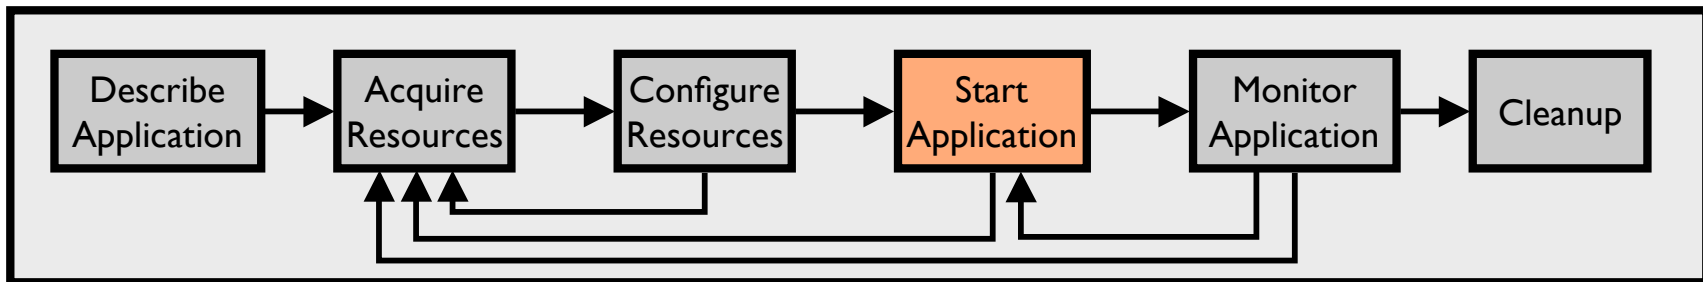 Describe
Application
Acquire
Resources
Configure
Resources
Start
Application
Monitor
Application
Cleanup